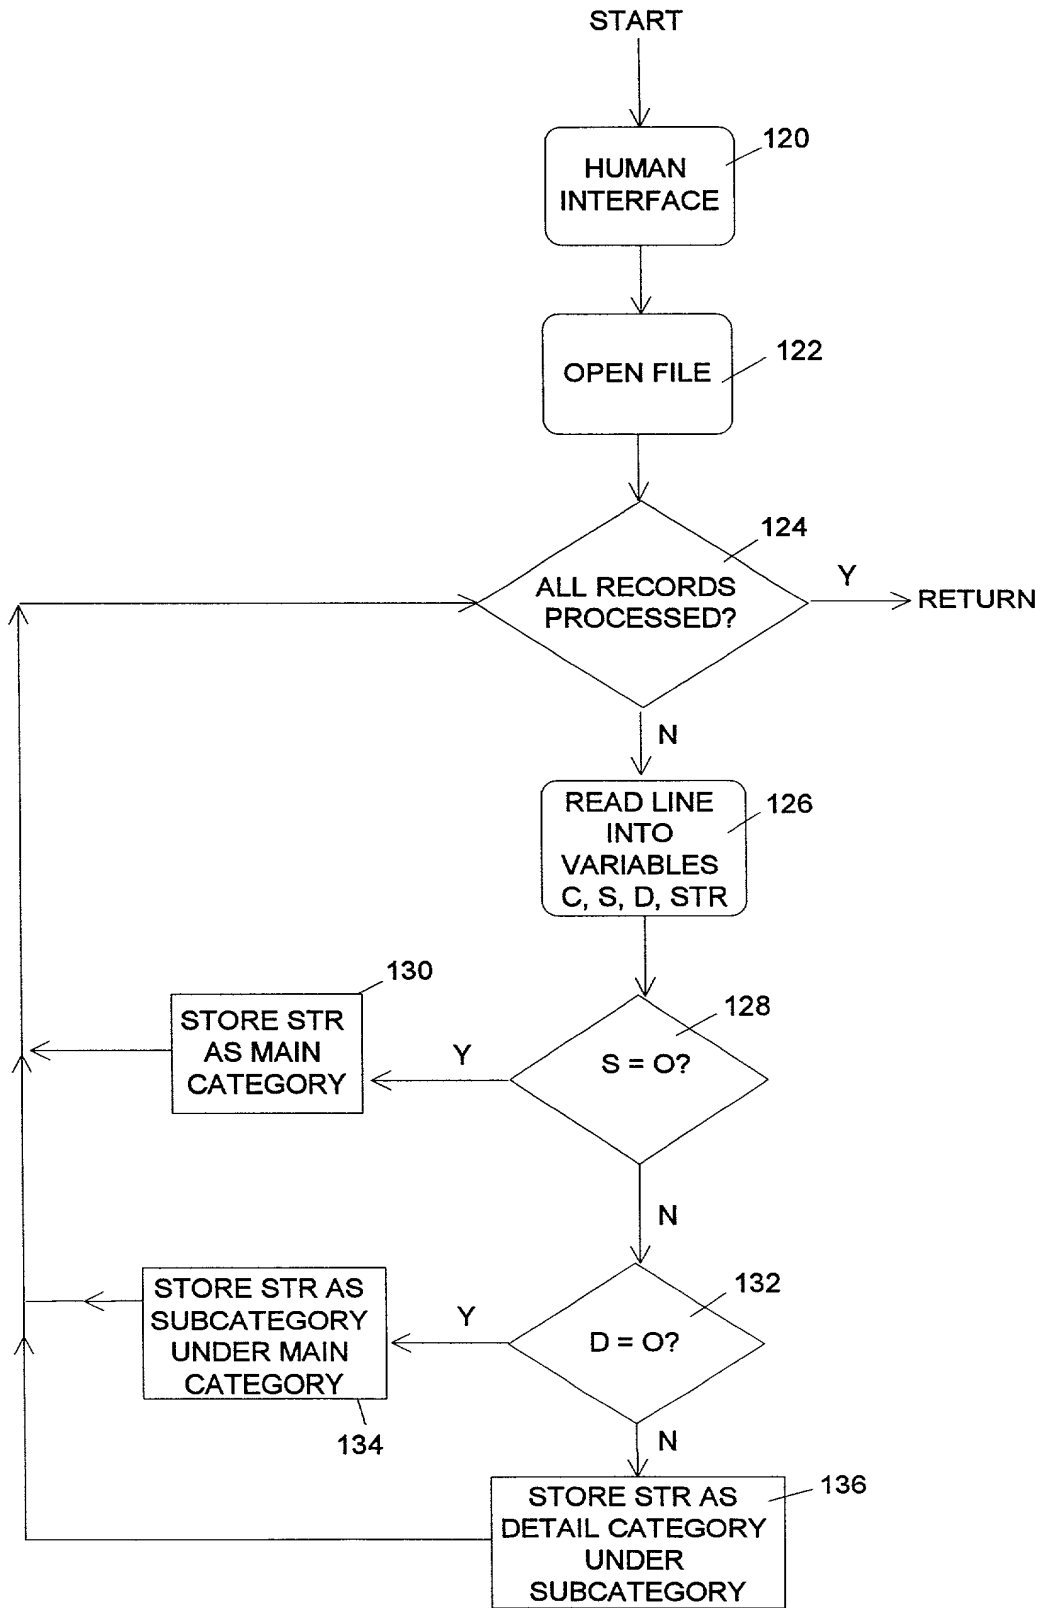 START
120
HUMAN
INTERFACE
122
OPEN FILE
124
ALL RECORDS
PROCESSED?
Y
RETURN
N
READ LINE
INTO
VARIABLES
C, S, D, STR
126
130
STORE STR
AS MAIN
CATEGORY
Y
128
S = O?
N
STORE STR AS
SUBCATEGORY
UNDER MAIN
CATEGORY
134
Y
132
D = O?
N
136
STORE STR AS
DETAIL CATEGORY
UNDER
SUBCATEGORY